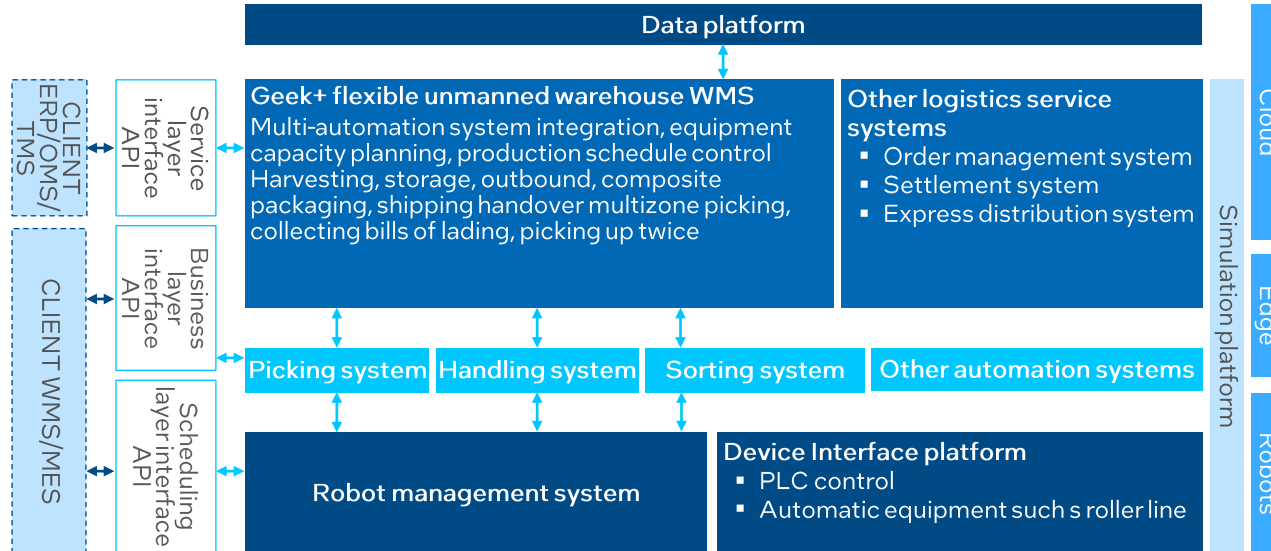 Data platform
CLIENT
ERP/OMS/
TMS
Service
layer
interface
API
Geek+ flexible unmanned warehouse WMS
Multi-automation system integration, equipment
capacity planning, production schedule control
Harvesting, storage, outbound, composite
packaging, shipping handover multizone picking,
collecting bills of lading, picking up twice
Other logistics service
systems
▪ Order management system
▪ Settlement system
▪ Express distribution system
Cloud
Simulation platform
CLIENT WMS/MES
Business
layer
interface
API
Edge
Picking system
Handling system
Sorting system
Other automation systems
Scheduling
layer interface
API
Robot management system
Device Interface platform
▪ PLC control
▪ Automatic equipment such s roller line
Robots